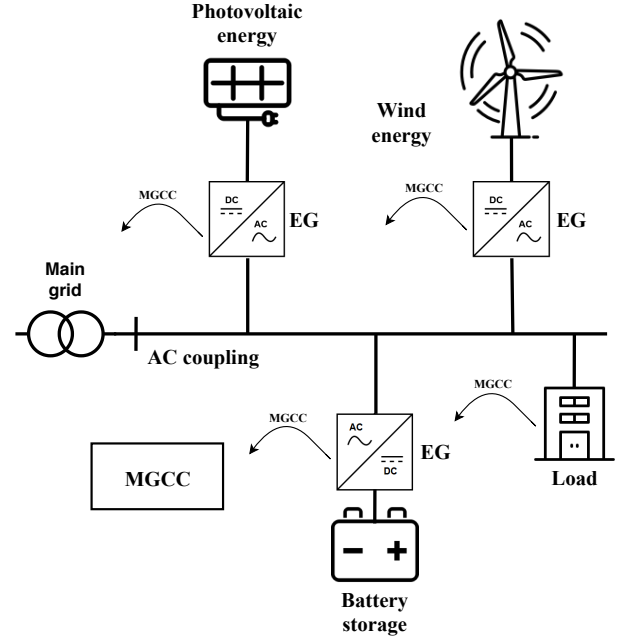 Photovoltaic
energy
Wind
energy
MGCC
DC
AC
EG
MGCC
DC
AC
EG
Main
grid
AC coupling
MGCC
AC
DC
EG
MGCC
Load
MGCC
Battery
storage